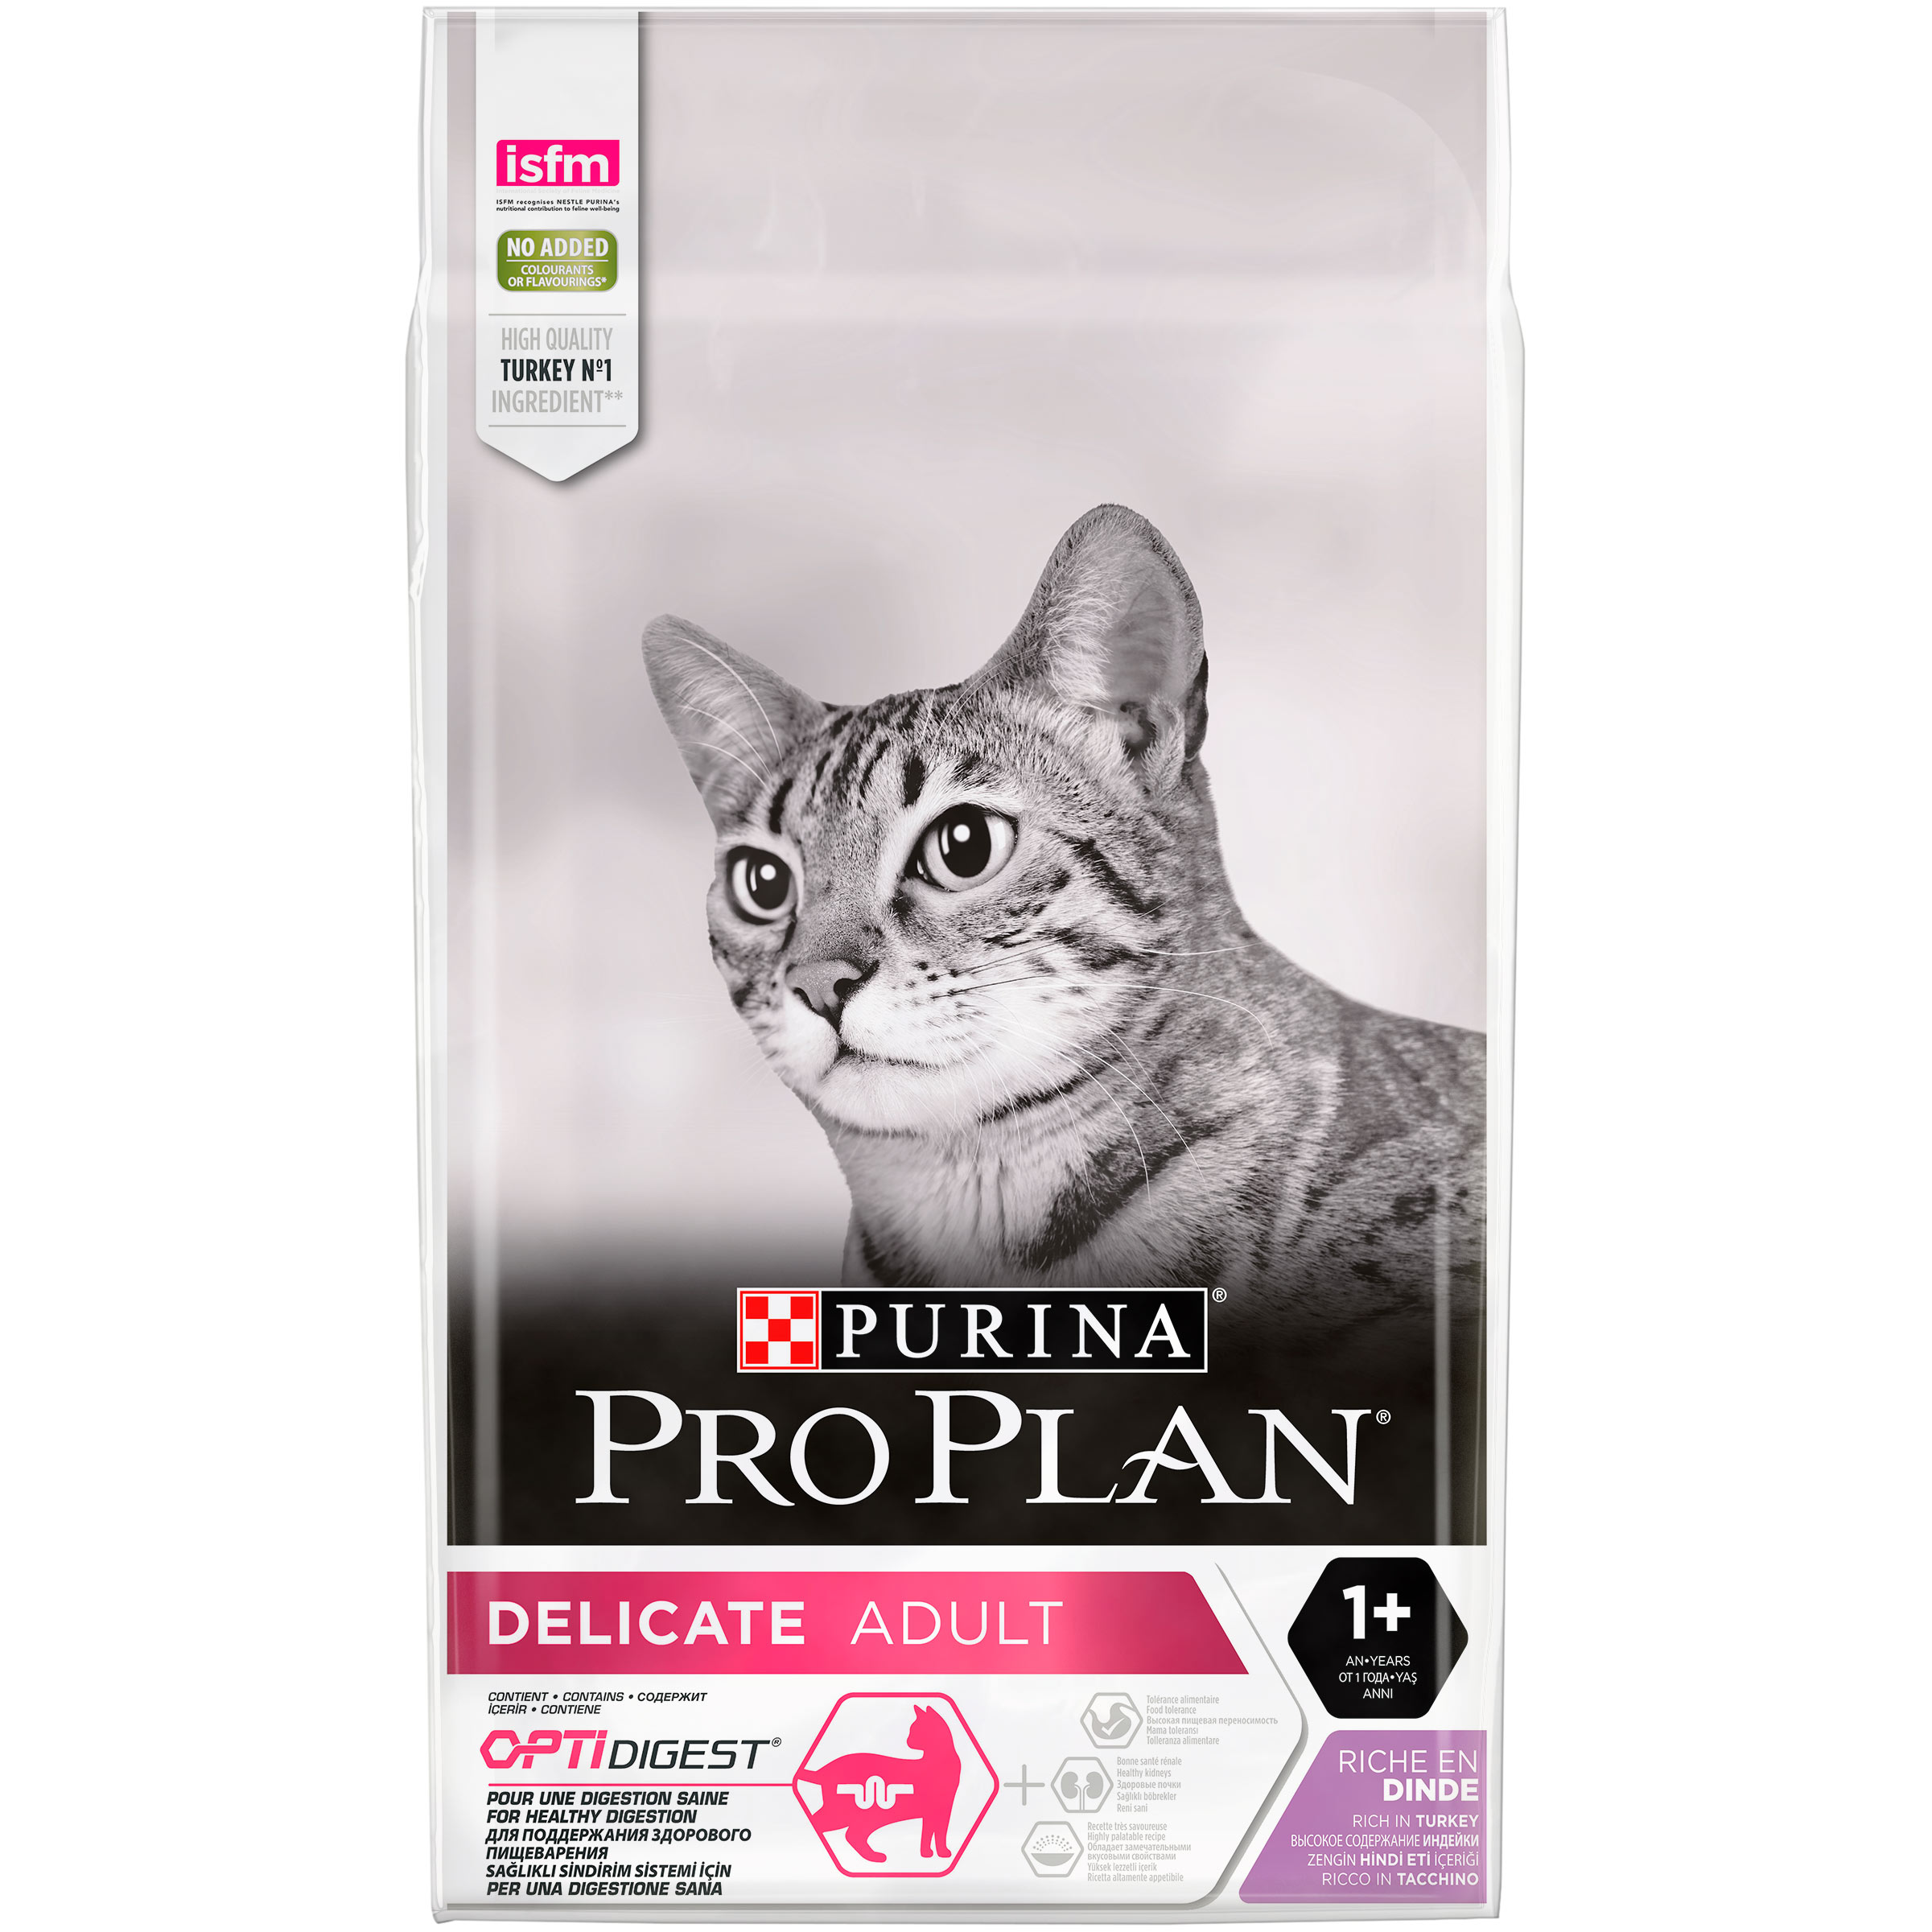 isfm
ISFM recognises NESTLE PURINA's
nutritional contribution to feline well-being
NO ADDED
COLOURANTS
OR FLAVOURINGS*
HIGH QUALITY
TURKEY Nº1
INGREDIENT**
PURINA®
PRO PLAN®
DELICATE ADULT
1+
AN•YEARS
ОТ 1 ГОДА•YAŞ
ANNI
CONTIENT • CONTAINS • СОДЕРЖИТ
İÇERİR • CONTIENE
OPTIDIGEST®
POUR UNE DIGESTION SAINE
FOR HEALTHY DIGESTION
ДЛЯ ПОДДЕРЖАНИЯ ЗДОРОВОГО
ПИЩЕВАРЕНИЯ
SAĞLIKLI SİNDİRİM SİSTEMİ İÇİN
PER UNA DIGESTIONE SANA
+
Tolérance alimentaire
Food tolerance
Высокая пищевая переносимость
Mama toleransı
Tolleranza alimentare
Bonne santé rénale
Healthy kidneys
Здоровые почки
Sağlıklı böbrekler
Reni sani
Recette très savoureuse
Highly palatable recipe
Обладает замечательными
вкусовыми свойствами
Yüksek lezzetli içerik
Ricetta altamente appetibile
RICHE EN
DINDE
RICH IN TURKEY
ВЫСОКОЕ СОДЕРЖАНИЕ ИНДЕЙКИ
ZENGİN HİNDİ ETİ İÇERİĞİ
RICCO IN TACCHINO